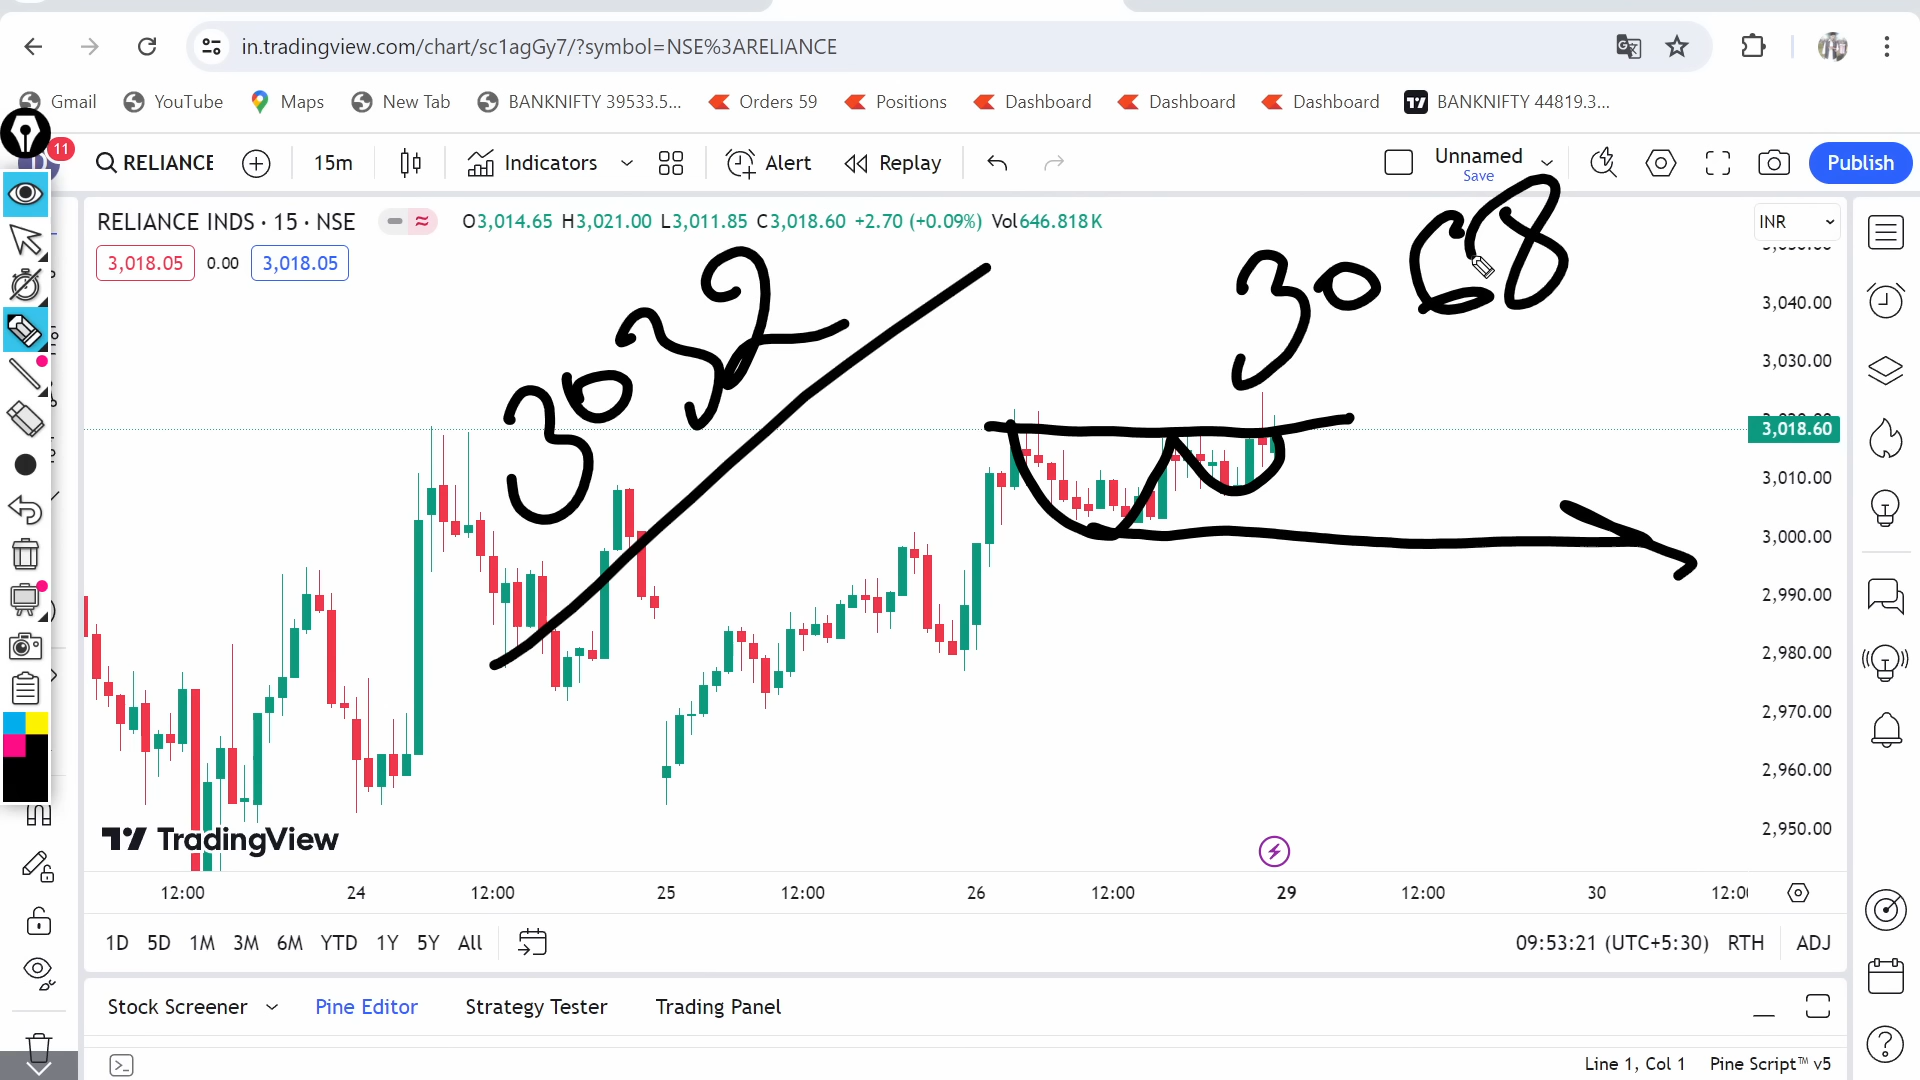 in.tradingview.com/chart/sc1agGy7/?symbol=NSE%3ARELIANCE
Gmail YouTube Maps New Tab BANKNIFTY 39533.5... Orders 59 Positions Dashboard Dashboard Dashboard BANKNIFTY 44819.3...
11 RELIANCE 15m Indicators Alert Replay Unnamed Save Publish
RELIANCE INDS · 15 · NSE O3,014.65 H3,021.00 L3,011.85 C3,018.60 +2.70 (+0.09%) Vol646.818K INR
3,018.05 0.00 3,018.05
3032
3068
3,040.00
3,030.00
3,018.60
3,010.00
3,000.00
2,990.00
2,980.00
2,970.00
2,960.00
2,950.00
TradingView
12:00 24 12:00 25 12:00 26 12:00 29 12:00 30
1D 5D 1M 3M 6M YTD 1Y 5Y All 09:53:21 (UTC+5:30) RTH ADJ
Stock Screener Pine Editor Strategy Tester Trading Panel
Line 1, Col 1 Pine Script™ v5